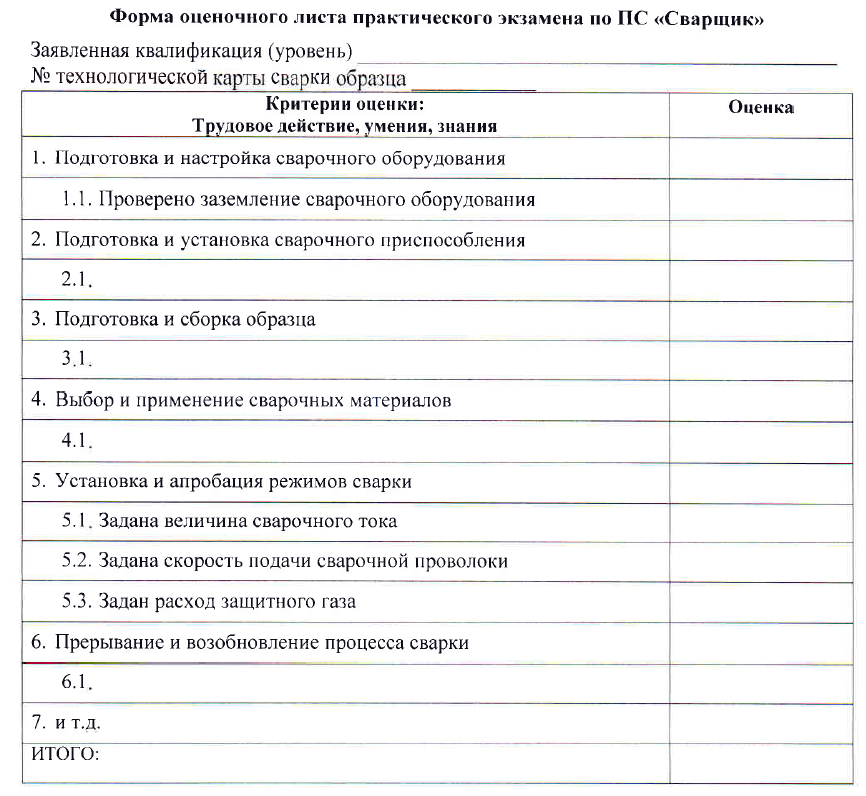 Форма оценочного листа практического экзамена по ПС «Сварщик»
Заявленная квалификация (уровень) ____________________
№ технологической карты сварки образца ____________
Критерии оценки:
Трудовое действие, умения, знания
Оценка
1. Подготовка и настройка сварочного оборудования
1.1. Проверено заземление сварочного оборудования
2. Подготовка и установка сварочного приспособления
2.1.
3. Подготовка и сборка образца
3.1.
4. Выбор и применение сварочных материалов
4.1.
5. Установка и апробация режимов сварки
5.1. Задана величина сварочного тока
5.2. Задана скорость подачи сварочной проволоки
5.3. Задан расход защитного газа
6. Прерывание и возобновление процесса сварки
6.1.
7. и т.д.
ИТОГО: